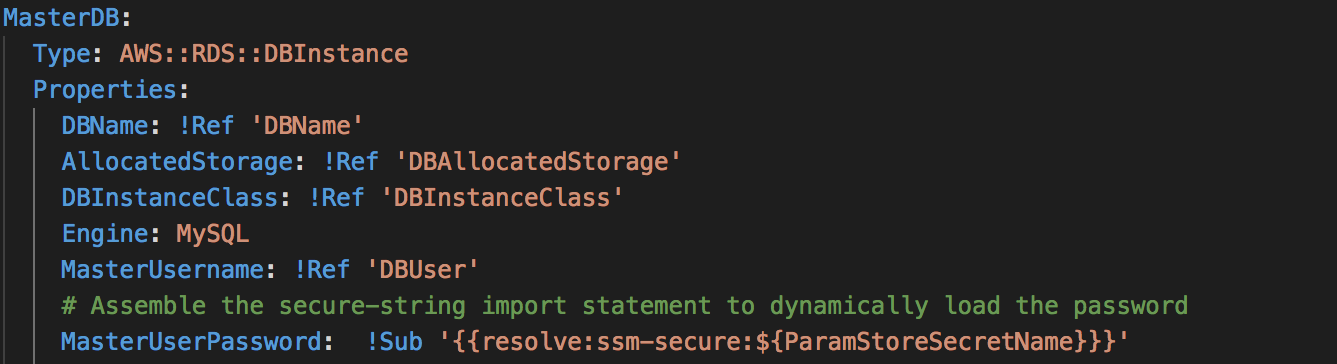 MasterDB:
Type: AWS::RDS::DBInstance
Properties:
DBName: !Ref 'DBName'
AllocatedStorage: !Ref 'DBAllocatedStorage'
DBInstanceClass: !Ref 'DBInstanceClass'
Engine: MySQL
MasterUsername: !Ref 'DBUser'
# Assemble the secure-string import statement to dynamically load the password
MasterUserPassword:  !Sub '{{resolve:ssm-secure:${ParamStoreSecretName}}}'